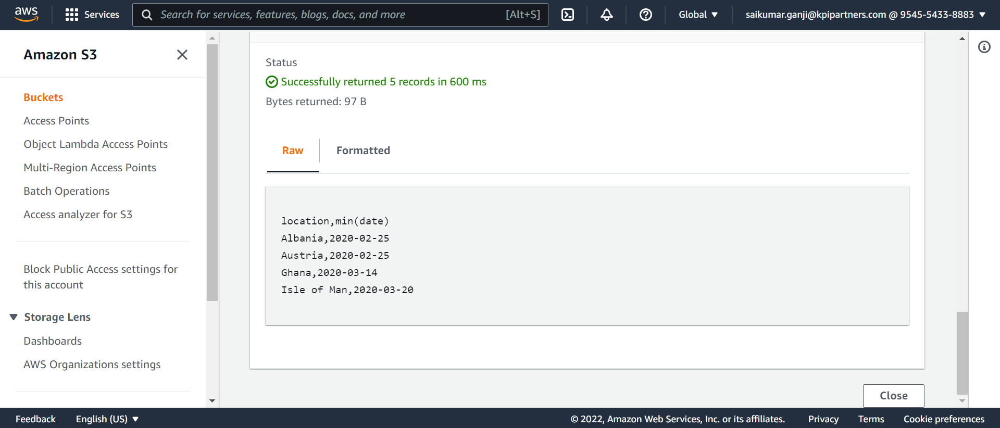 aws
Services
Search for services, features, blogs, docs, and more
[Alt+S]
Global
saikumar.ganji@kpipartners.com @ 9545-5433-8883
Amazon S3
Buckets
Access Points
Object Lambda Access Points
Multi-Region Access Points
Batch Operations
Access analyzer for S3
Block Public Access settings for
this account
Storage Lens
Dashboards
AWS Organizations settings
Status
Successfully returned 5 records in 600 ms
Bytes returned: 97 B
Raw
Formatted
location,min(date)
Albania,2020-02-25
Austria,2020-02-25
Ghana,2020-03-14
Isle of Man,2020-03-20
Close
Feedback
English (US)
© 2022, Amazon Web Services, Inc. or its affiliates.
Privacy
Terms
Cookie preferences